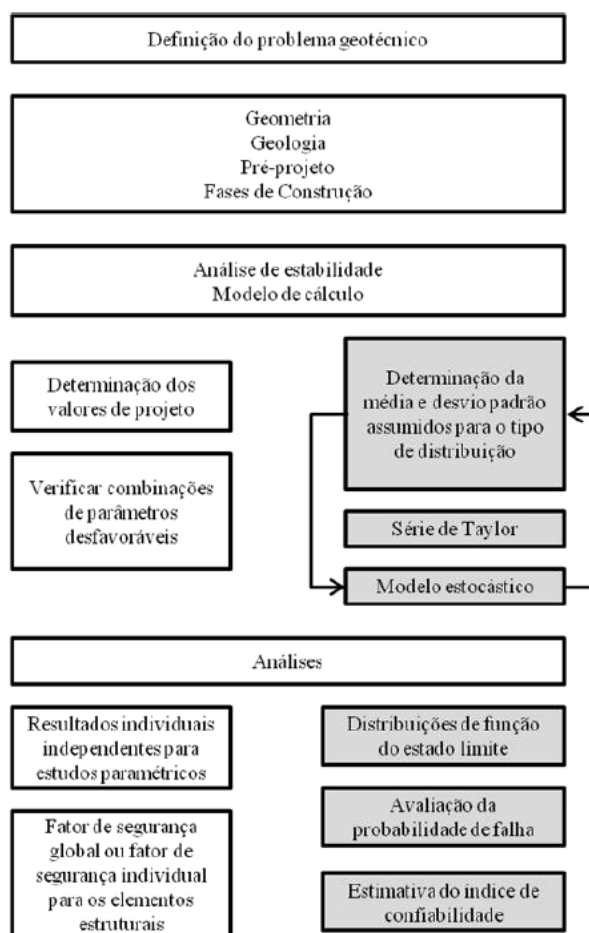 Definição do problema geotécnico
Geometria
Geologia
Pré-projeto
Fases de Construção
Análise de estabilidade
Modelo de cálculo
Determinação dos
valores de projeto
Verificar combinações
de parâmetros
desfavoráveis
Determinação da
média e desvio padrão
assumidos para o tipo
de distribuição
Série de Taylor
Modelo estocástico
Análises
Resultados individuais
independentes para
estudos paramétricos
Fator de segurança
global ou fator de
segurança individual
para os elementos
estruturais
Distribuições de função
do estado limite
Avaliação da
probabilidade de falha
Estimativa do índice de
confiabilidade